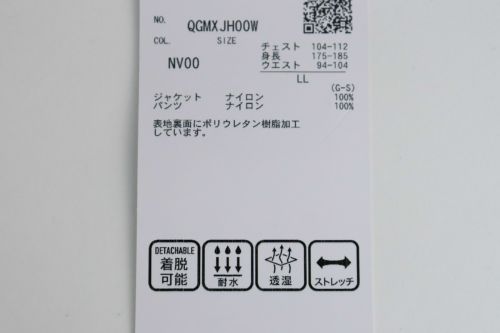 NO. QGMXJH00W
COL. SIZE
NV00
チェスト 104-112
身長 175-185
ウエスト 94-104
LL
(G-S)
ジャケット ナイロン 100%
パンツ ナイロン 100%
表地裏面にポリウレタン樹脂加工
しています。
DETACHABLE
着脱
可能
耐水
透湿
ストレッチ